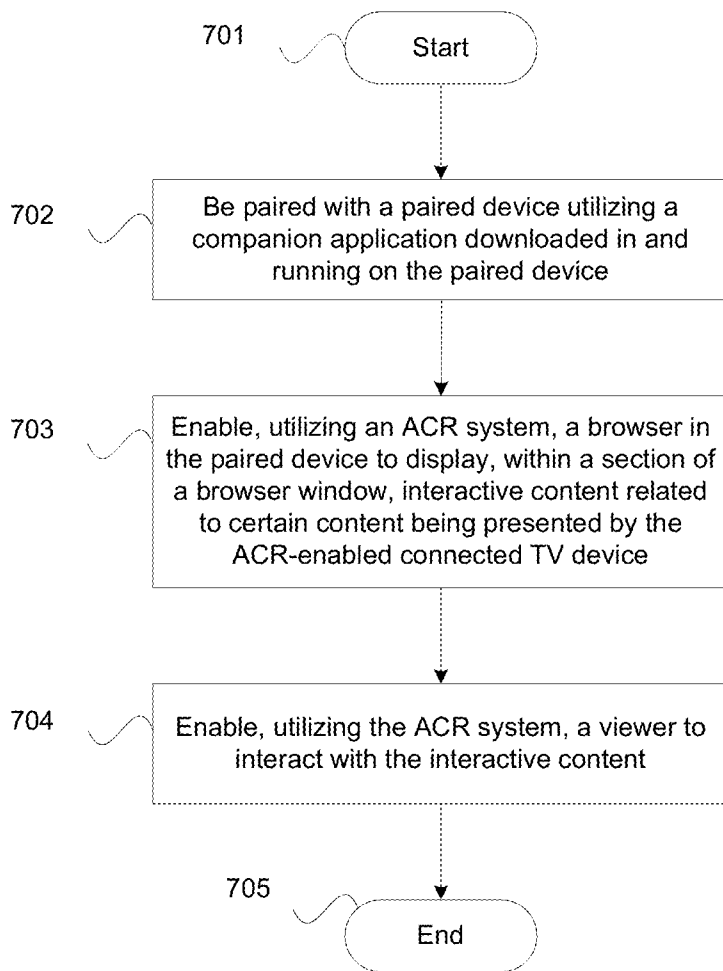 701
Start
702
Be paired with a paired device utilizing a
companion application downloaded in and
running on the paired device
703
Enable, utilizing an ACR system, a browser in
the paired device to display, within a section of
a browser window, interactive content related
to certain content being presented by the
ACR-enabled connected TV device
704
Enable, utilizing the ACR system, a viewer to
interact with the interactive content
705
End